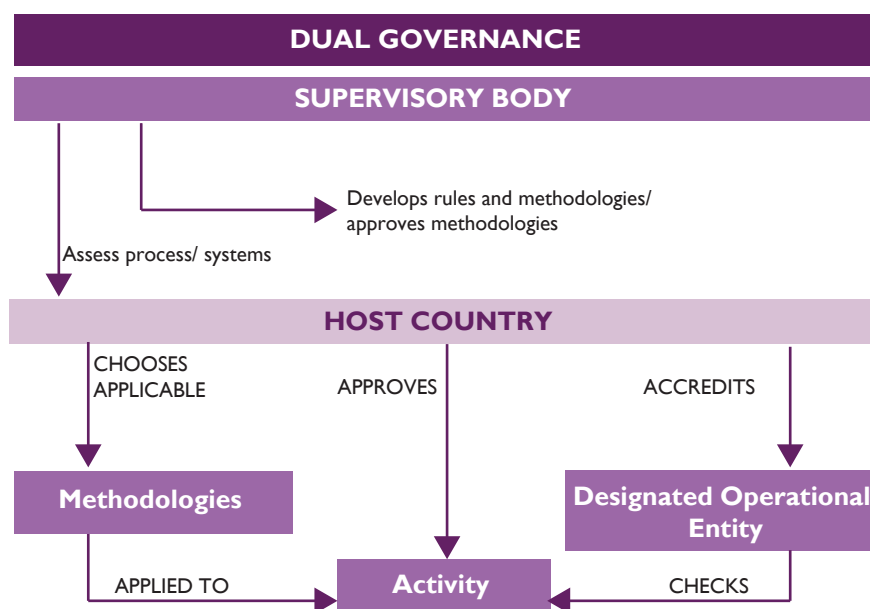 DUAL GOVERNANCE
SUPERVISORY BODY
Develops rules and methodologies/
approves methodologies
Assess process/ systems
HOST COUNTRY
CHOOSES
APPLICABLE
APPROVES
ACCREDITS
Methodologies
Designated Operational
Entity
APPLIED TO
Activity
CHECKS